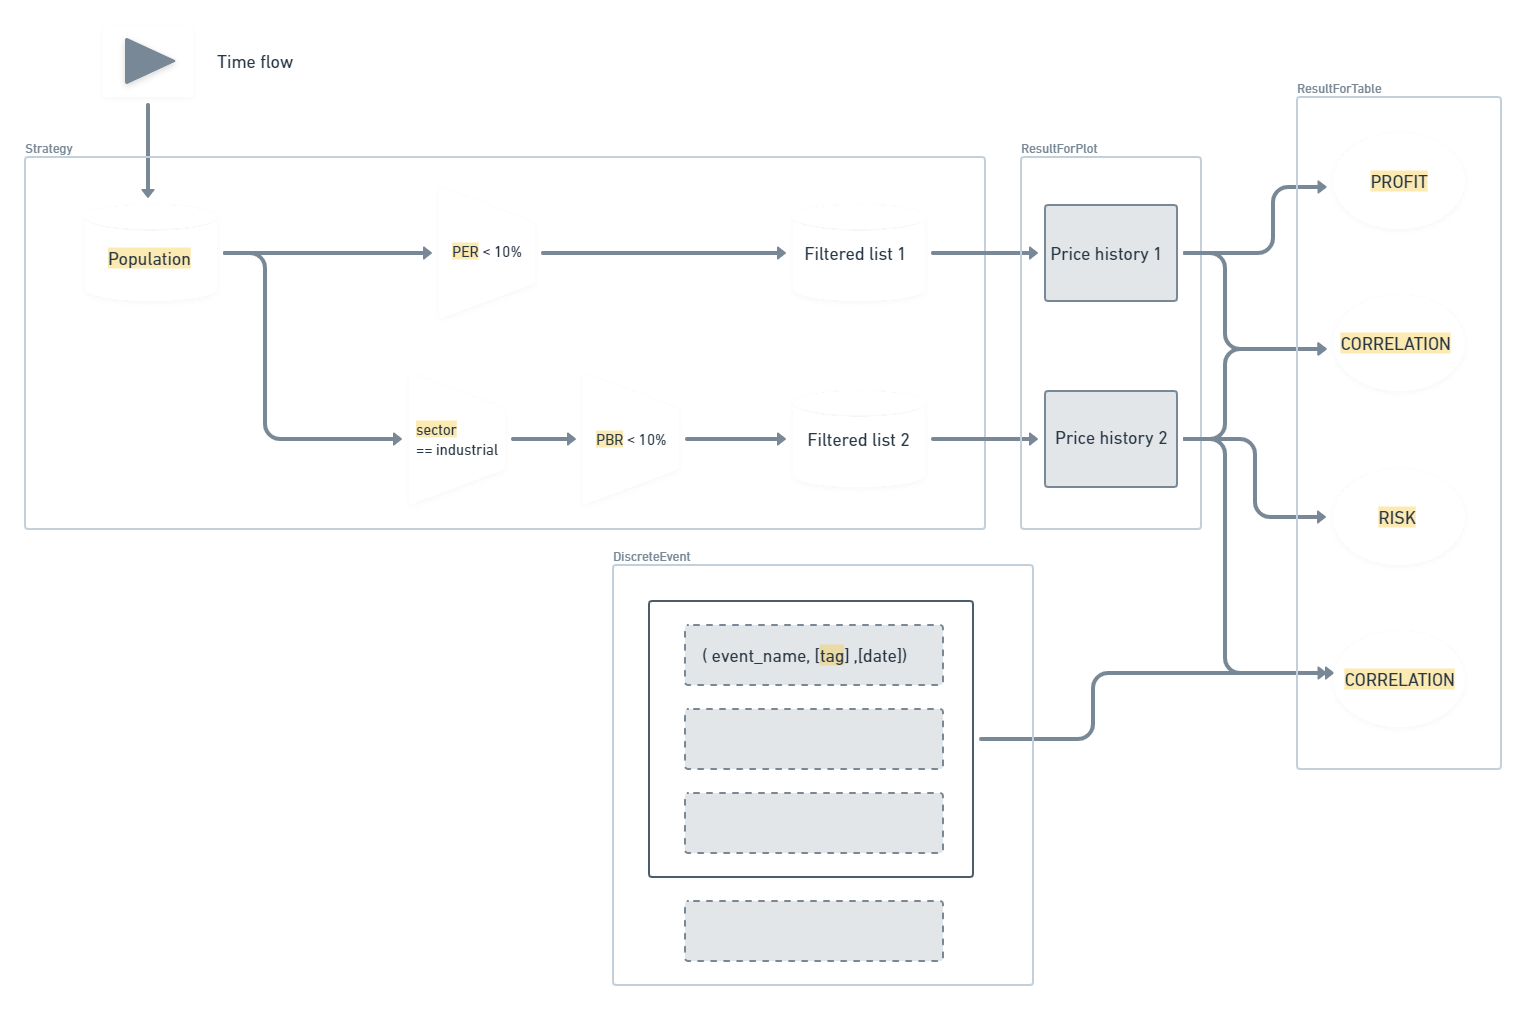 Time flow
ResultForTable
Strategy
ResultForPlot
PROFIT
Population
PER < 10%
Filtered list 1
Price history 1
CORRELATION
sector
== industrial
PBR < 10%
Filtered list 2
Price history 2
RISK
DiscreteEvent
( event_name, [tag] ,[date])
CORRELATION